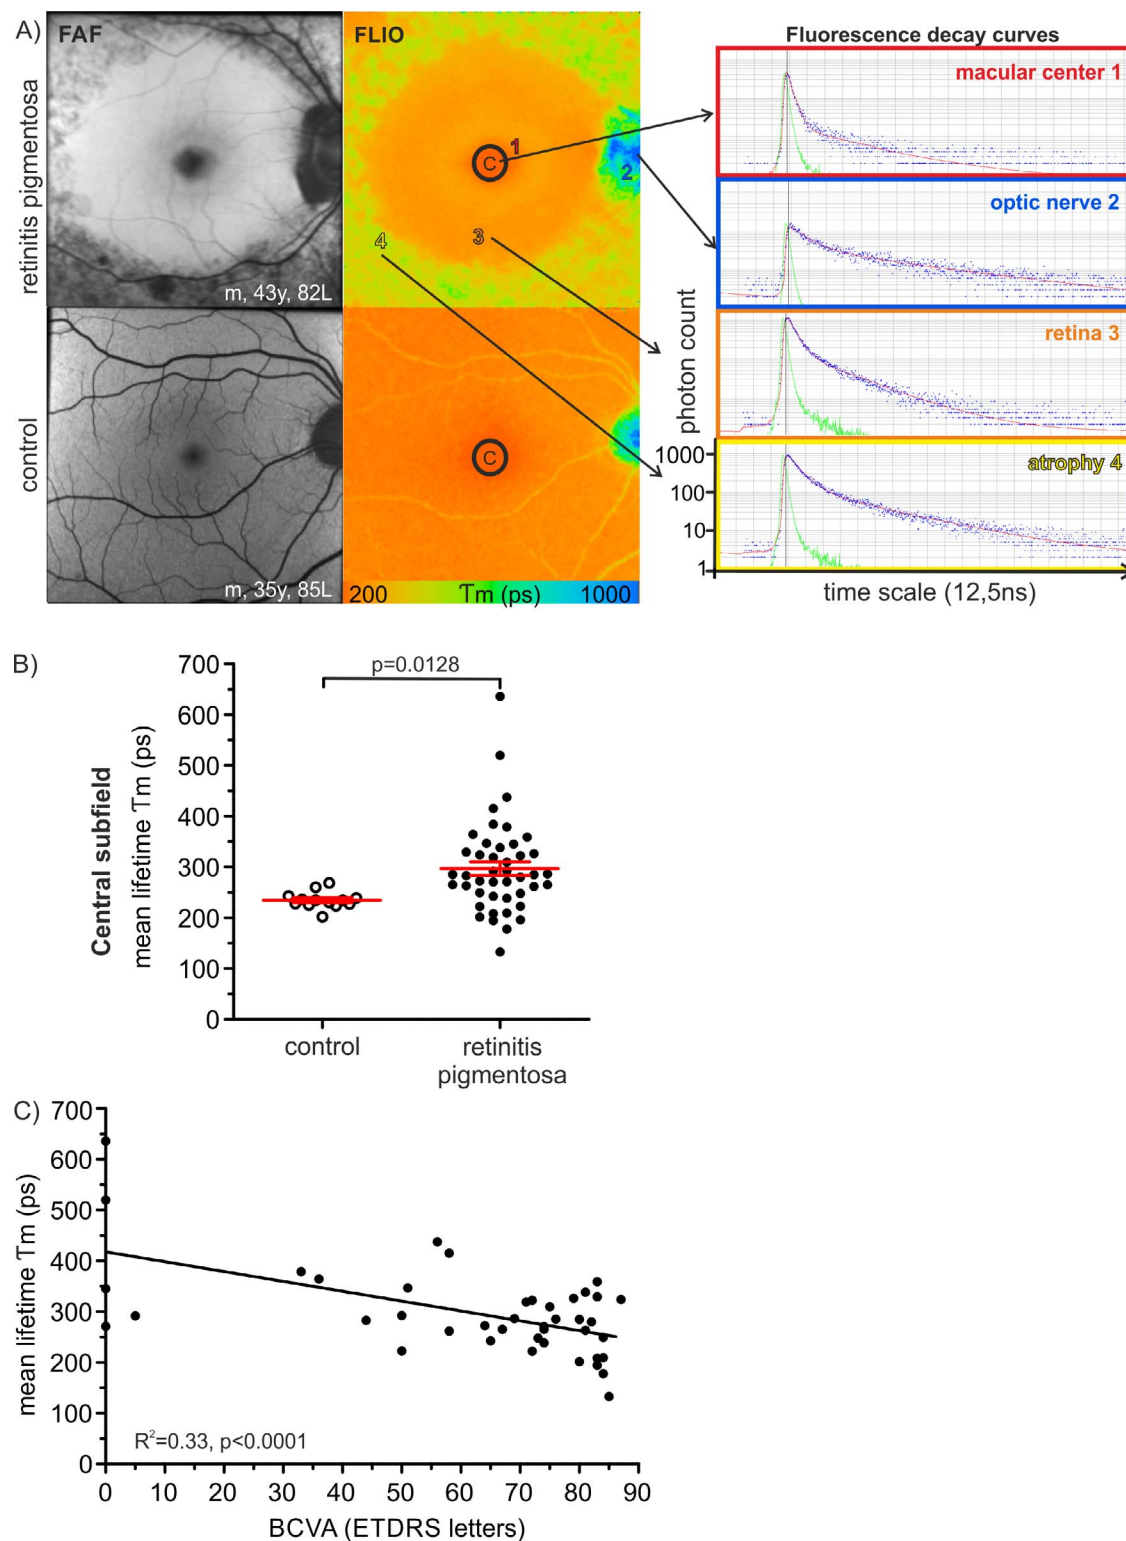 A)
FAF
FLIO
Fluorescence decay curves
retinitis pigmentosa
m, 43y, 82L
C
1
2
3
4
macular center 1
optic nerve 2
retina 3
atrophy 4
photon count
1000
100
10
1
time scale (12,5ns)
control
m, 35y, 85L
C
200 Tm (ps) 1000
B)
p=0.0128
Central subfield
mean lifetime Tm (ps)
700
600
500
400
300
200
100
0
control
retinitis
pigmentosa
C)
mean lifetime Tm (ps)
700
600
500
400
300
200
100
0
R²=0.33, p<0.0001
0 10 20 30 40 50 60 70 80 90
BCVA (ETDRS letters)